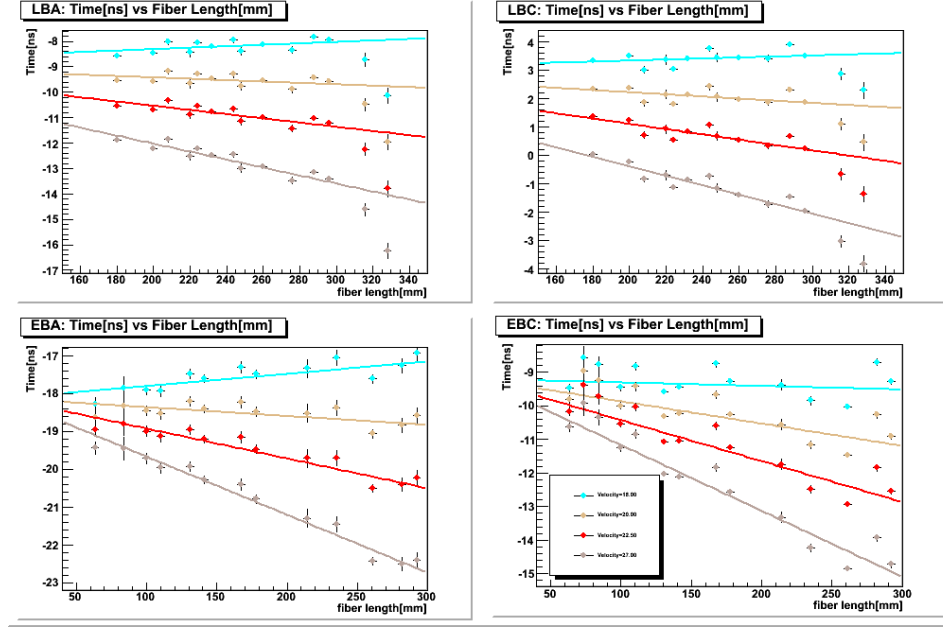 LBA: Time[ns] vs Fiber Length[mm]
Time[ns]
-8
-9
-10
-11
-12
-13
-14
-15
-16
-17
160 180 200 220 240 260 280 300 320 340
fiber length[mm]
LBC: Time[ns] vs Fiber Length[mm]
Time[ns]
4
3
2
1
0
-1
-2
-3
-4
160 180 200 220 240 260 280 300 320 340
fiber length[mm]
EBA: Time[ns] vs Fiber Length[mm]
Time[ns]
-17
-18
-19
-20
-21
-22
-23
50 100 150 200 250 300
fiber length[mm]
EBC: Time[ns] vs Fiber Length[mm]
Time[ns]
-9
-10
-11
-12
-13
-14
-15
50 100 150 200 250 300
fiber length[mm]
Velocity=18.00
Velocity=20.00
Velocity=22.50
Velocity=27.00